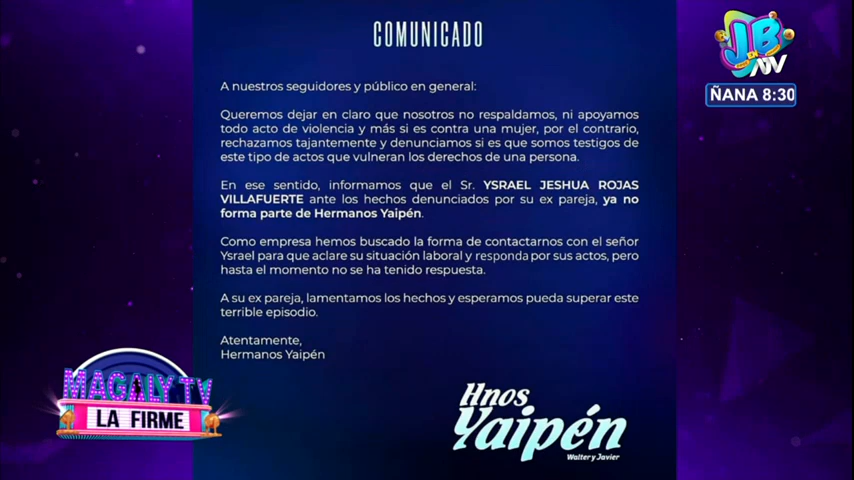 COMUNICADO
JB
ATV
ÑANA 8:30
A nuestros seguidores y público en general:
Queremos dejar en claro que nosotros no respaldamos, ni apoyamos
todo acto de violencia y más si es contra una mujer, por el contrario,
rechazamos tajantemente y denunciamos si es que somos testigos de
este tipo de actos que vulneran los derechos de una persona.
En ese sentido, informamos que el Sr. YSRAEL JESHUA ROJAS
VILLAFUERTE ante los hechos denunciados por su ex pareja, ya no
forma parte de Hermanos Yaipén.
Como empresa hemos buscado la forma de contactarnos con el señor
Ysrael para que aclare su situación laboral y responda por sus actos, pero
hasta el momento no se ha tenido respuesta.
A su ex pareja, lamentamos los hechos y esperamos pueda superar este
terrible episodio.
Atentamente,
Hermanos Yaipén
MAGALY TV
LA FIRME
Hnos
Yaipén
Walter y Javier